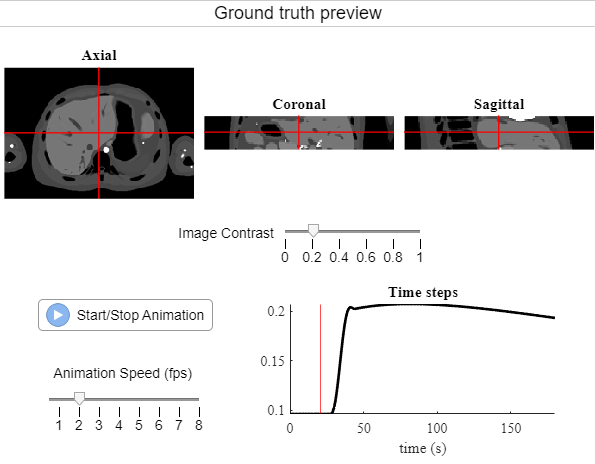 Ground truth preview
Axial
Coronal
Sagittal
Image Contrast
0 0.2 0.4 0.6 0.8 1
Start/Stop Animation
Animation Speed (fps)
1 2 3 4 5 6 7 8
Time steps
0.2
0.15
0.1
0 50 100 150
time (s)